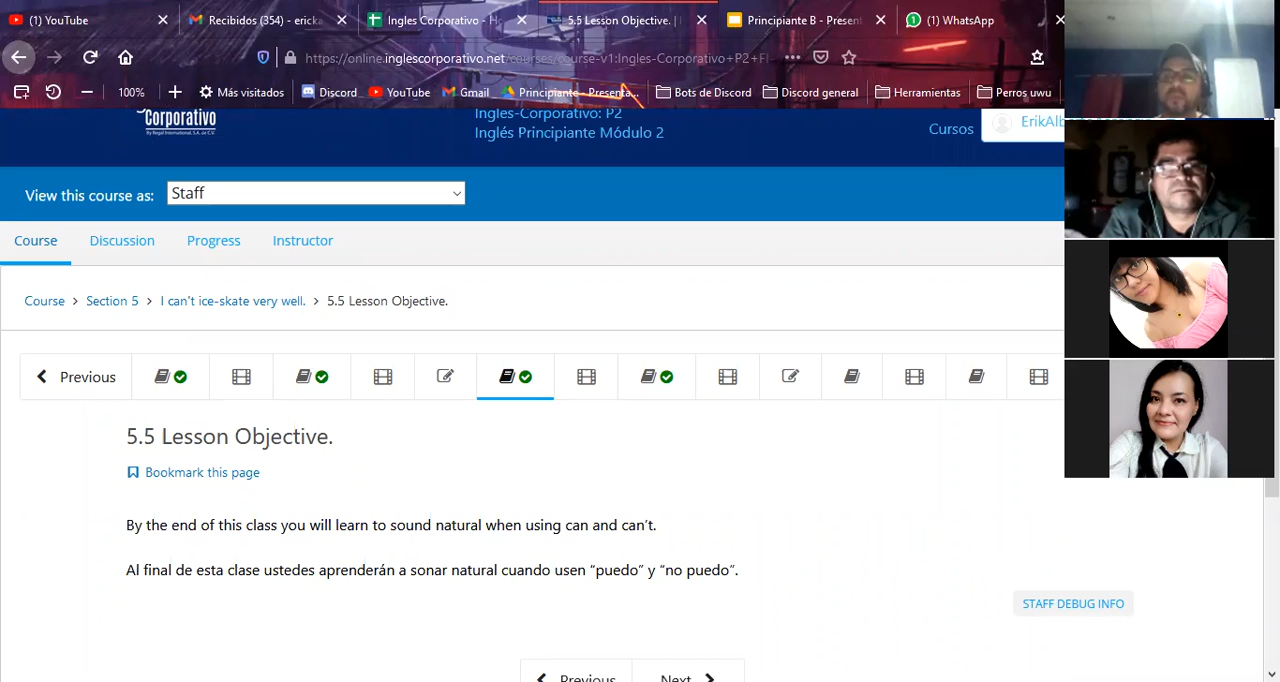 (1) YouTube
Recibidos (354) - ericka
Ingles Corporativo - Ho
5.5 Lesson Objective. |
Principiante B - Present
(1) WhatsApp
https://online.inglescorporativo.net/courses/course-v1:Ingles-Corporativo+P2+F
100%
Más visitados
Discord
YouTube
Gmail
Principiante - Presenta...
Bots de Discord
Discord general
Herramientas
Perros uwu
Corporativo
By Regal International, S.A. de C.V.
Ingles-Corporativo: P2
Inglés Principiante Módulo 2
Cursos
ErikAlb
View this course as:
Staff
Course
Discussion
Progress
Instructor
Course > Section 5 > I can't ice-skate very well. > 5.5 Lesson Objective.
Previous
5.5 Lesson Objective.
Bookmark this page
By the end of this class you will learn to sound natural when using can and can't.
Al final de esta clase ustedes aprenderán a sonar natural cuando usen “puedo” y “no puedo”.
STAFF DEBUG INFO
Previous
Next